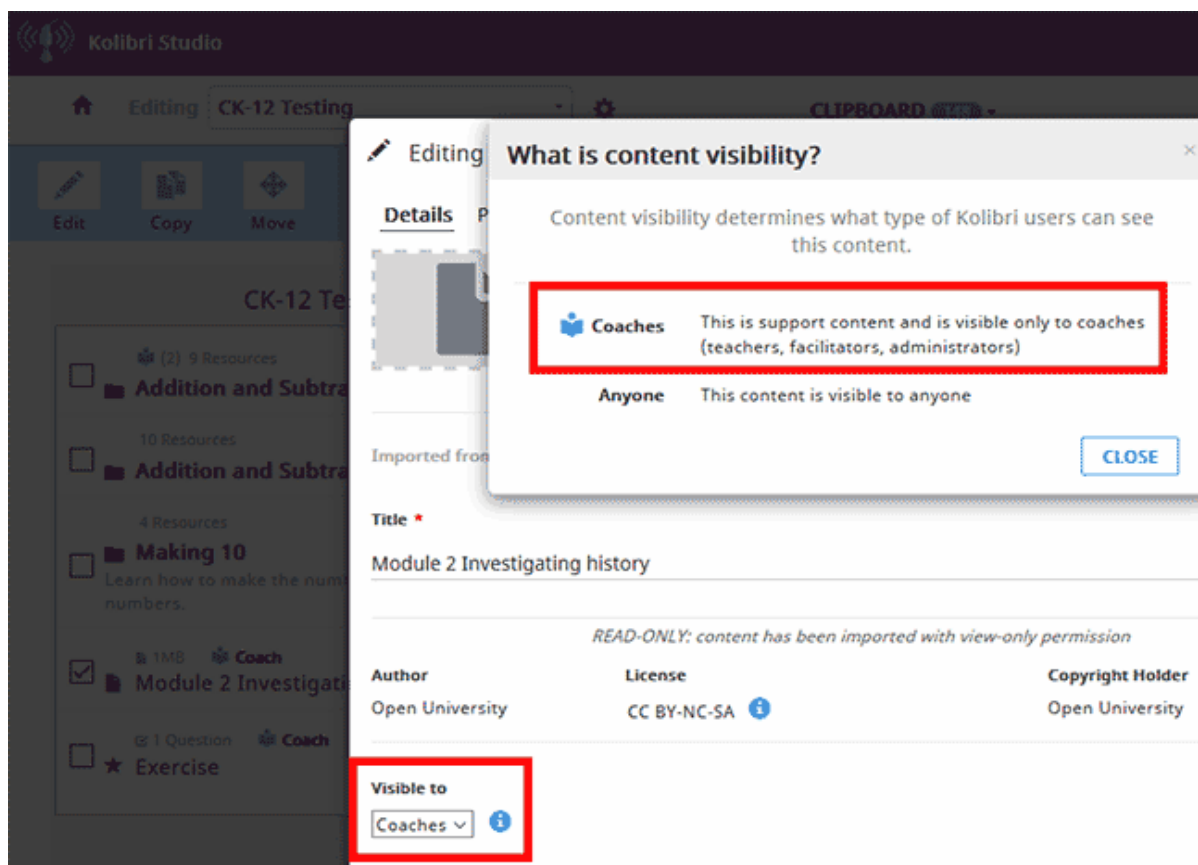 Kolibri Studio
Editing CK-12 Testing
CLIPBOARD
Edit Copy Move
CK-12 Te
(2) 9 Resources
Addition and Subtra
10 Resources
Addition and Subtra
4 Resources
Making 10
Learn how to make the num
numbers.
1MB Coach
Module 2 Investigati
1 Question Coach
Exercise
Editing
Details P
What is content visibility?
×
Content visibility determines what type of Kolibri users can see
this content.
Coaches This is support content and is visible only to coaches
(teachers, facilitators, administrators)
Anyone This content is visible to anyone
CLOSE
Imported from
Title *
Module 2 Investigating history
READ-ONLY: content has been imported with view-only permission
Author License Copyright Holder
Open University CC BY-NC-SA Open University
Visible to
Coaches